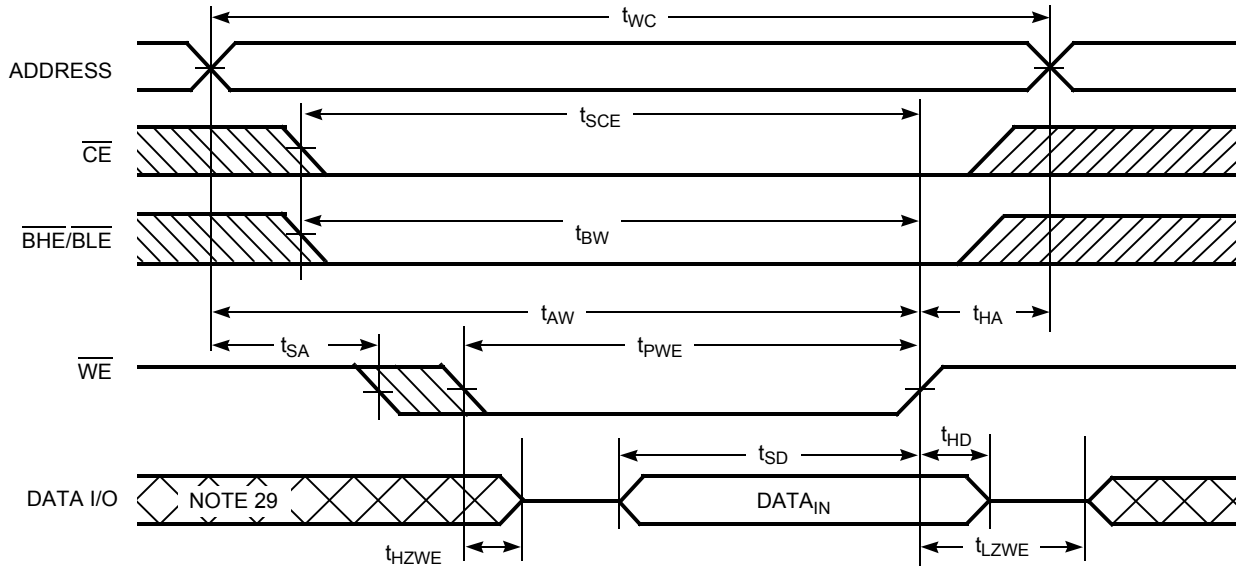 tWC
ADDRESS
tSCE
CE
BHE/BLE
tBW
tAW
tHA
tSA
tPWE
WE
tSD
tHD
DATA I/O
NOTE 29
DATAIN
tHZWE
tLZWE